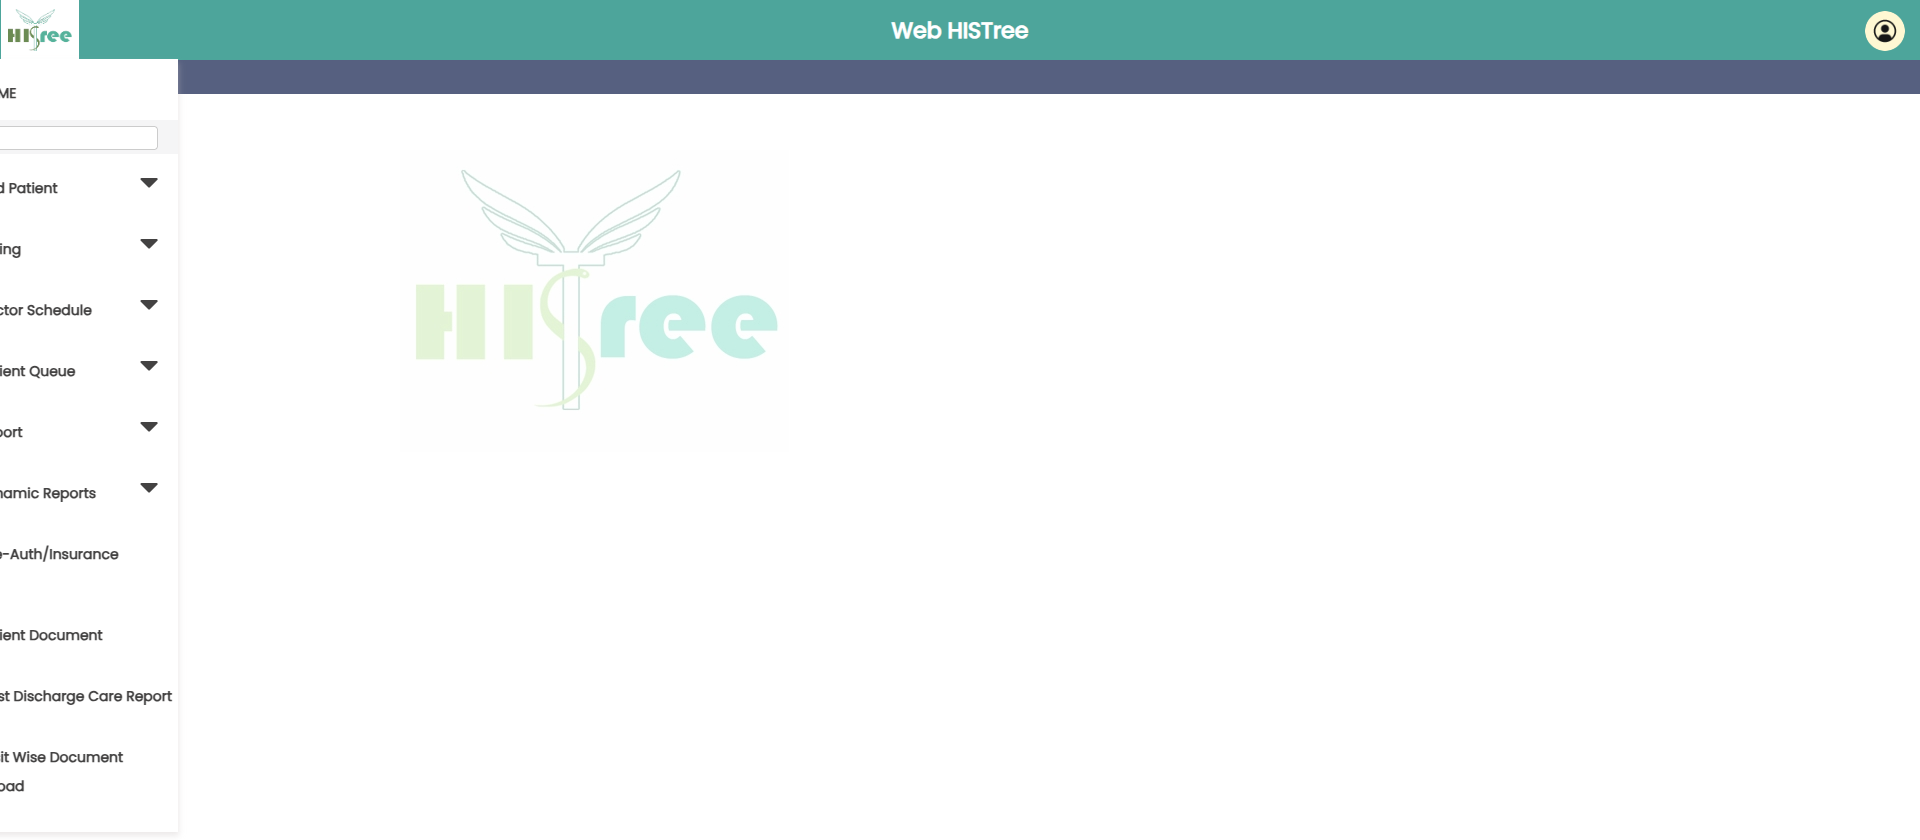 HISTree
Web HISTree
ME
d Patient
ing
ctor Schedule
ient Queue
ort
namic Reports
e-Auth/Insurance
ient Document
st Discharge Care Report
it Wise Document
oad
HISTree